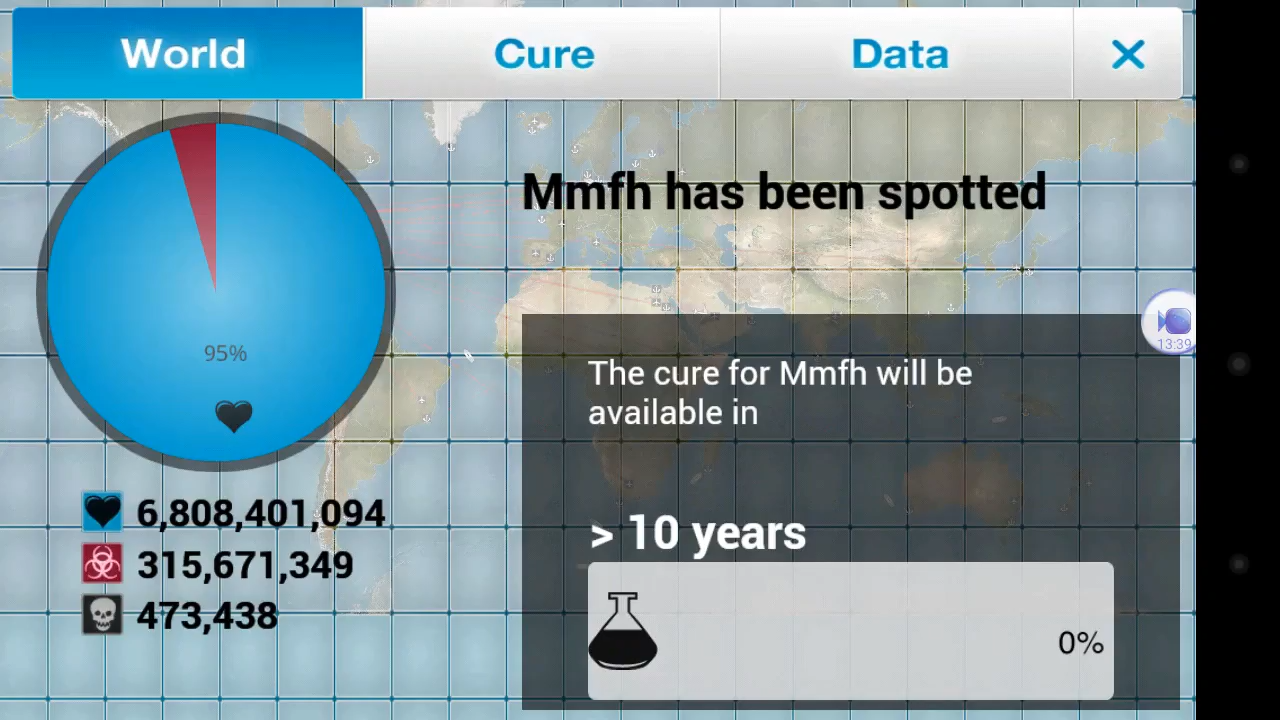 World
Cure
Data
Mmfh has been spotted
95%
13:39
The cure for Mmfh will be
available in
6,808,401,094
> 10 years
315,671,349
473,438
0%